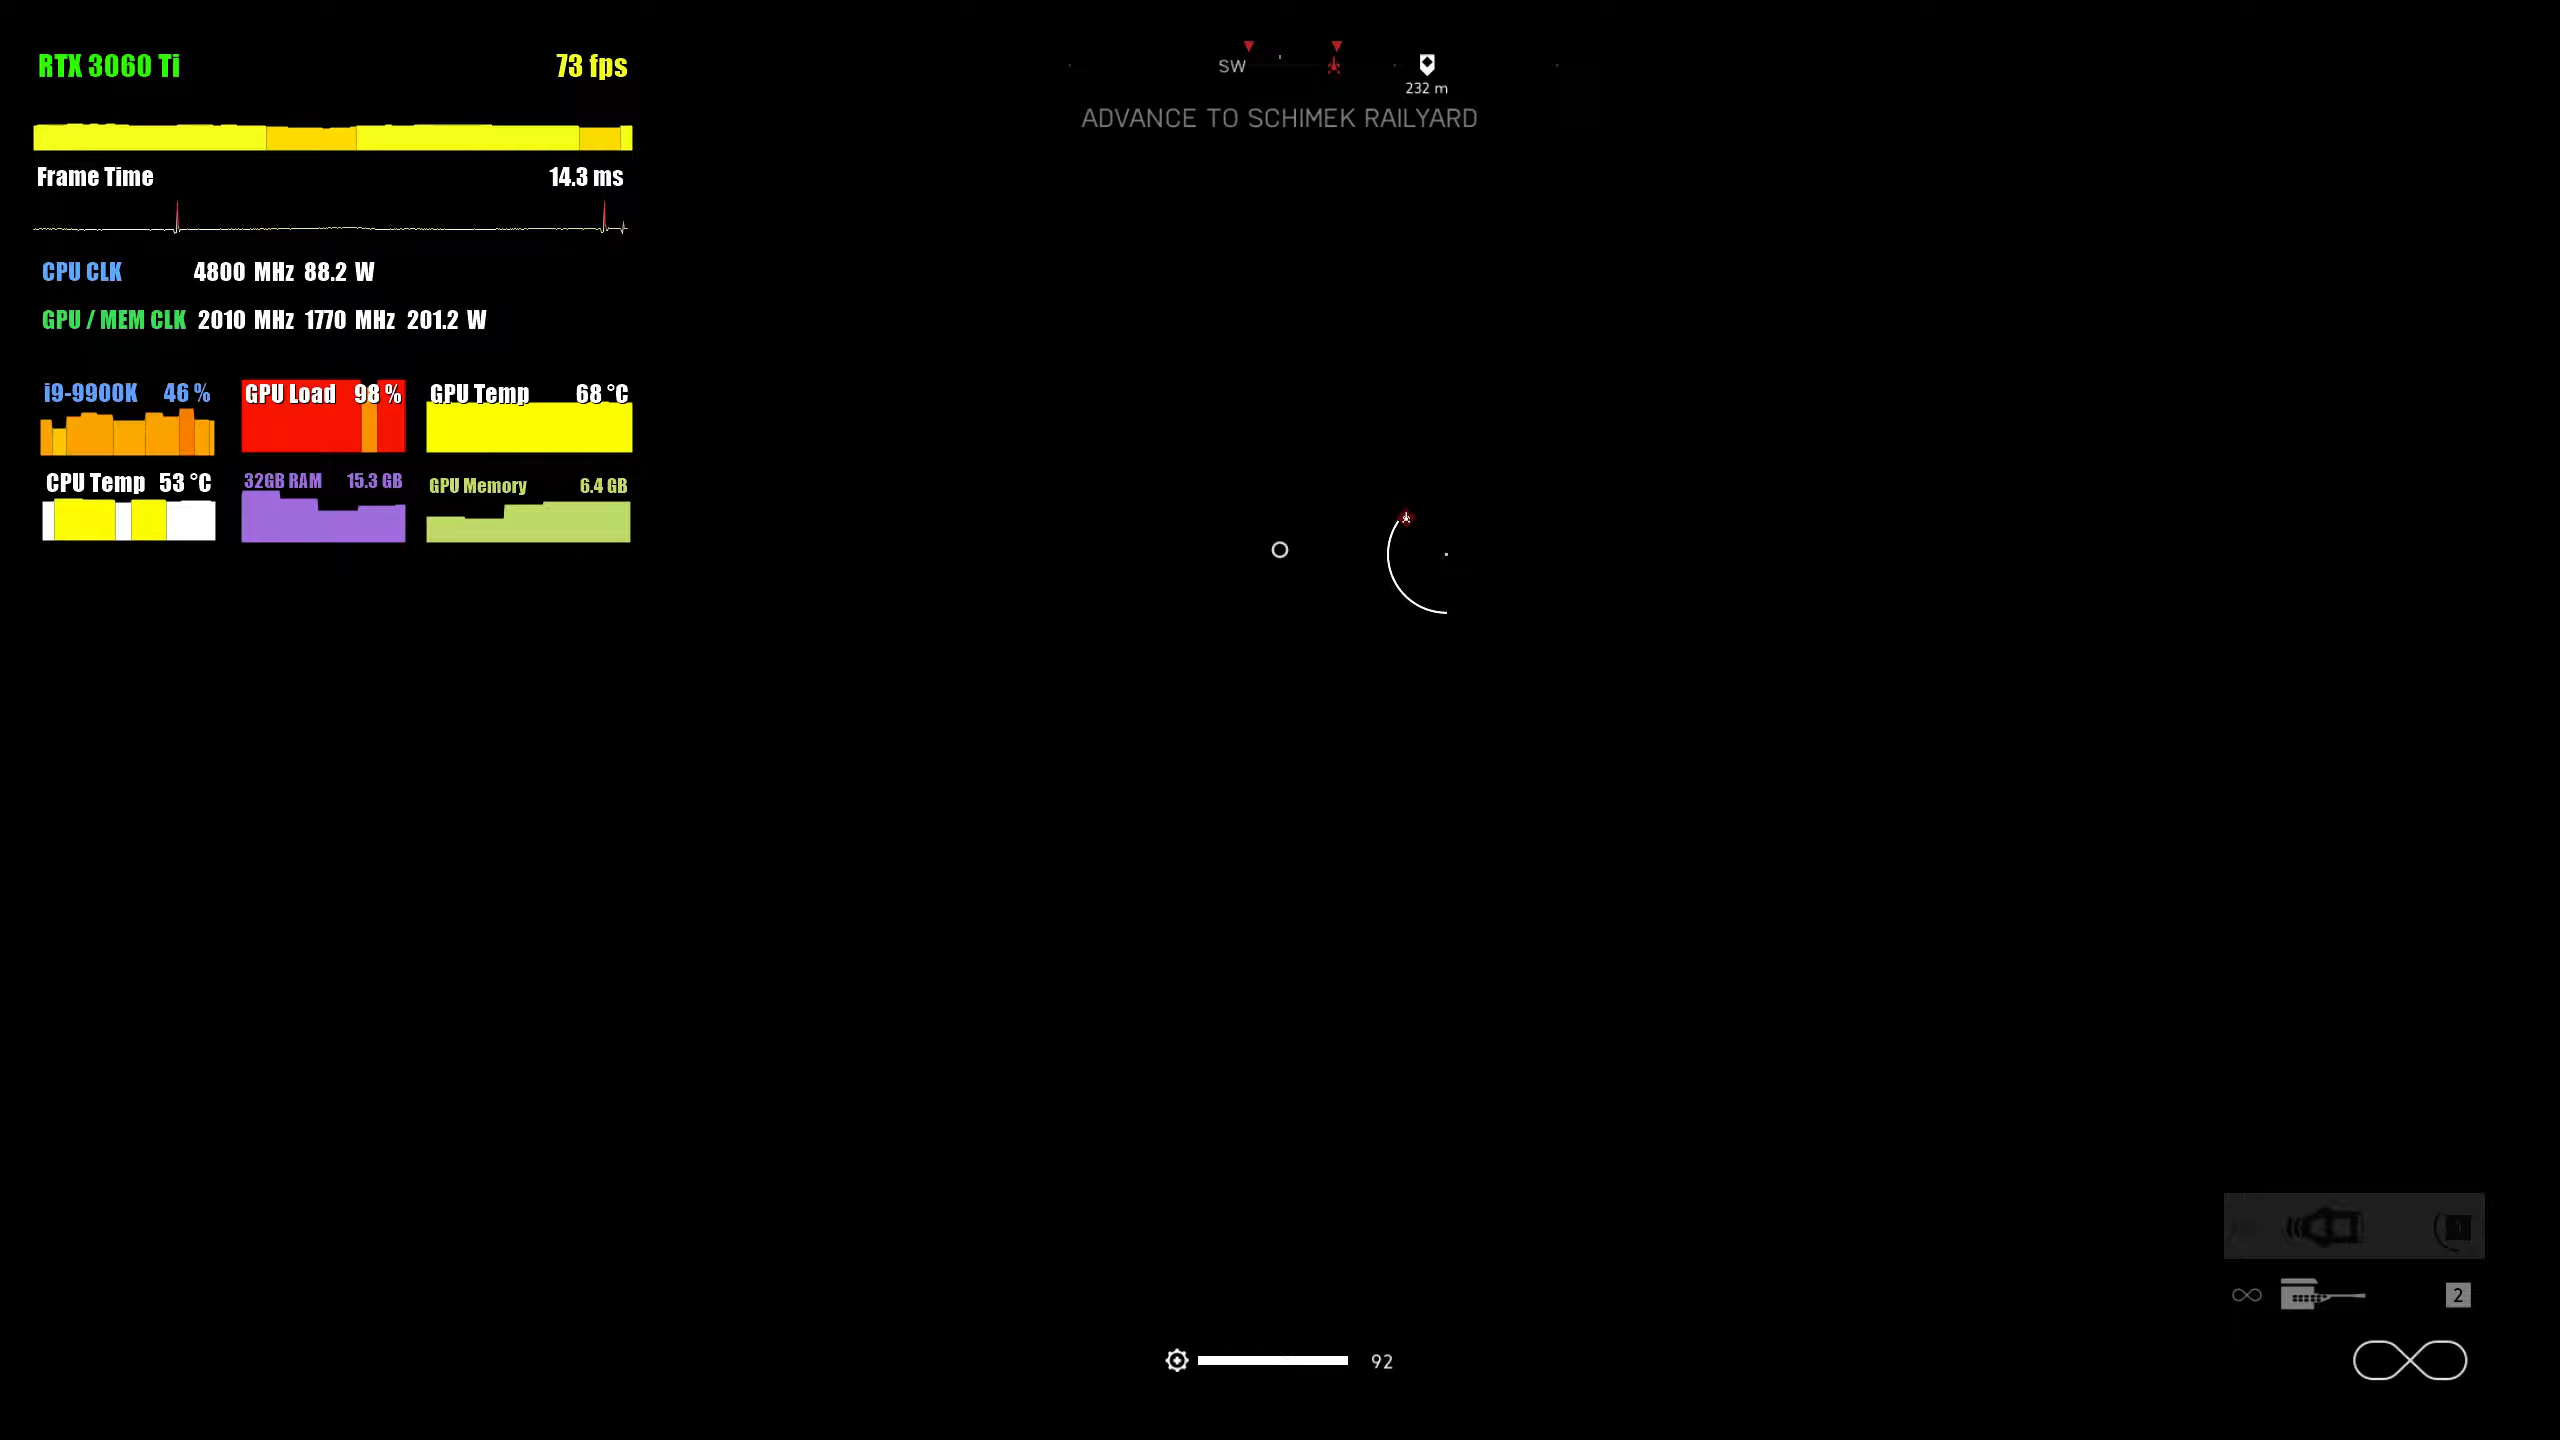 RTX 3060 Ti 73 fps
Frame Time 14.3 ms
CPU CLK 4800 MHz 88.2 W
GPU / MEM CLK 2010 MHz 1770 MHz 201.2 W
i9-9900K 46 %
GPU Load 98 %
GPU Temp 68 °C
CPU Temp 53 °C
32GB RAM 15.3 GB
GPU Memory 6.4 GB
SW
232 m
ADVANCE TO SCHIMEK RAILYARD
1
∞ 2
92
∞